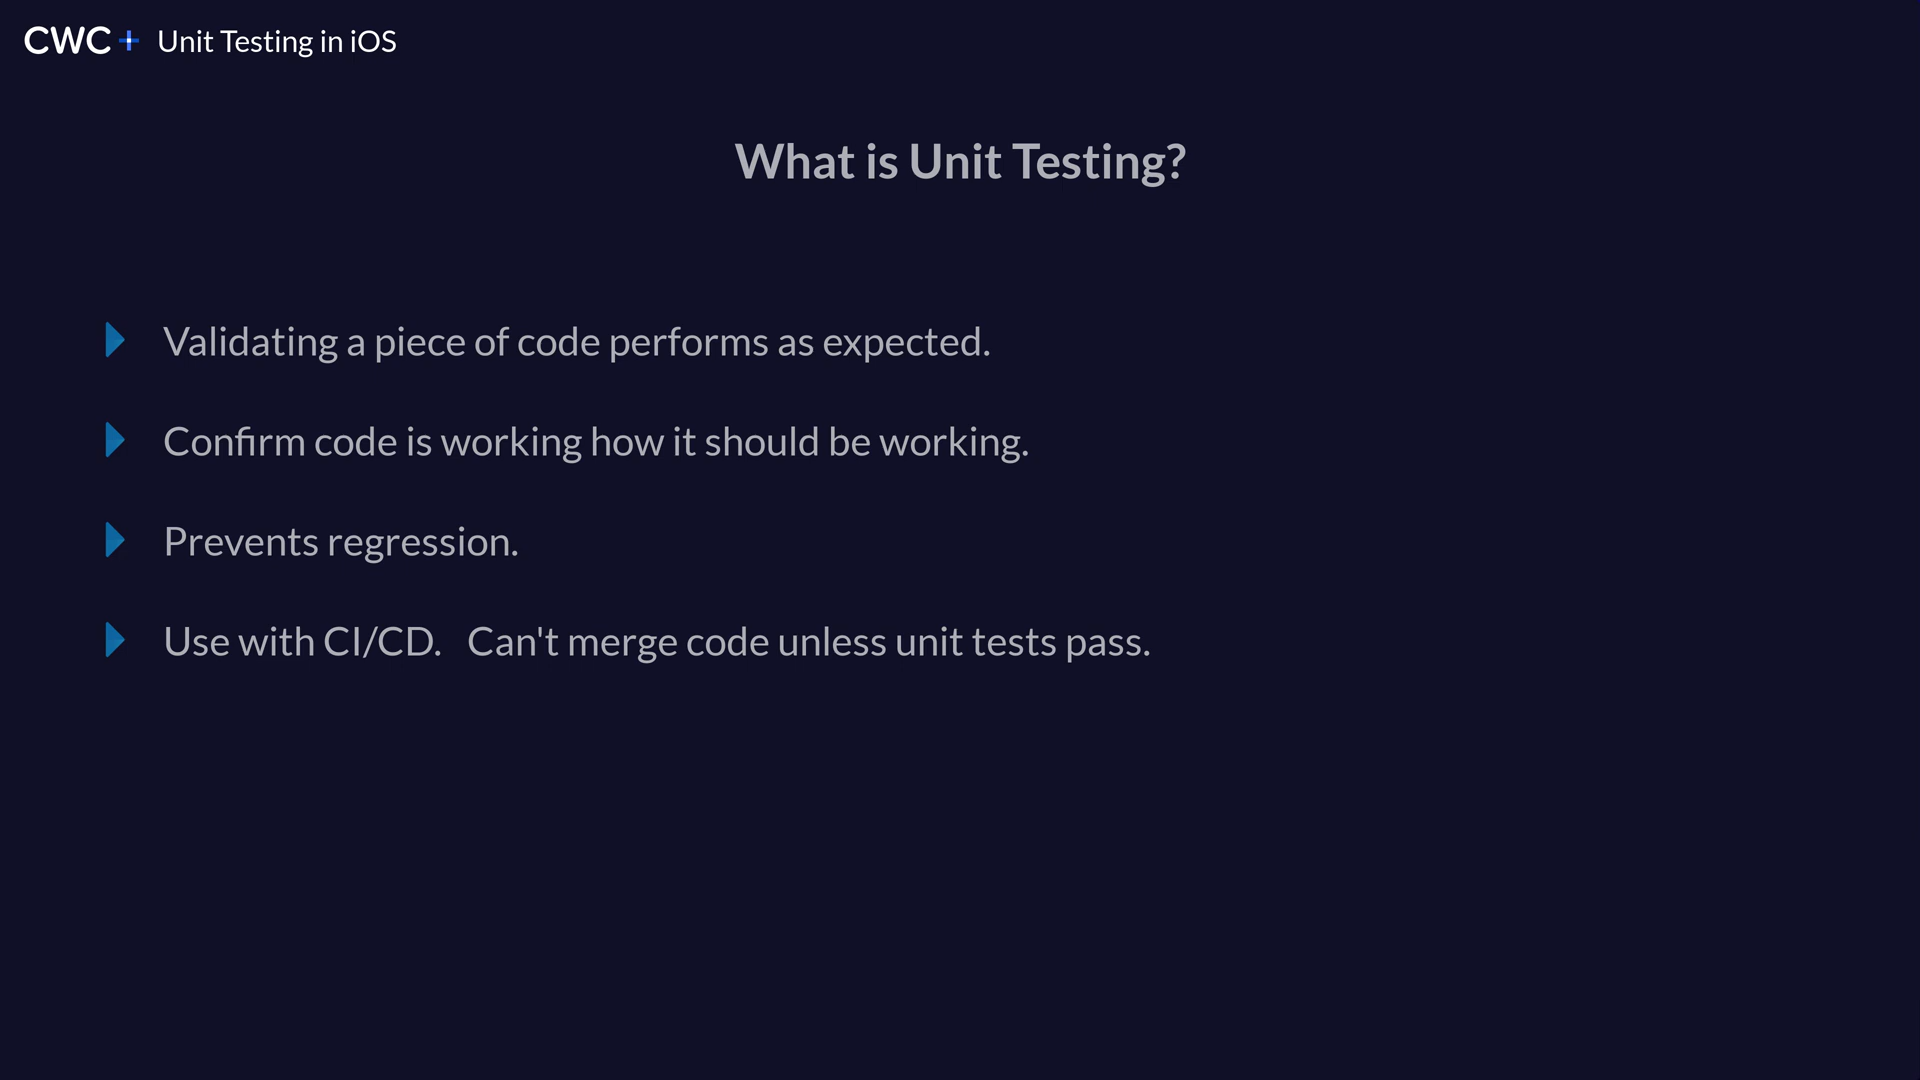 CWC+ Unit Testing in iOS
What is Unit Testing?
Validating a piece of code performs as expected.
Confirm code is working how it should be working.
Prevents regression.
Use with CI/CD.   Can't merge code unless unit tests pass.